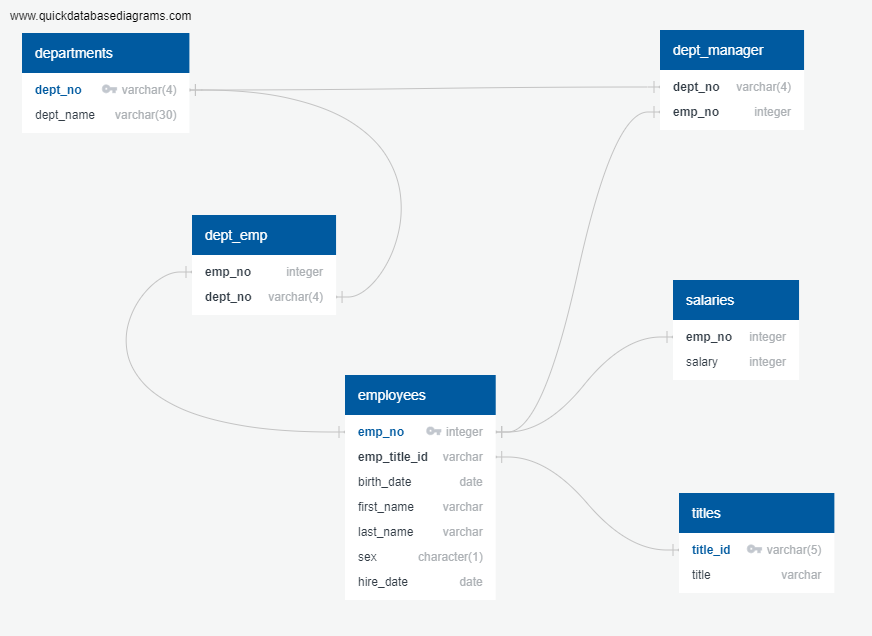 www.quickdatabasediagrams.com
departments
dept_no varchar(4)
dept_name varchar(30)
dept_manager
dept_no varchar(4)
emp_no integer
dept_emp
emp_no integer
dept_no varchar(4)
salaries
emp_no integer
salary integer
employees
emp_no integer
emp_title_id varchar
birth_date date
first_name varchar
last_name varchar
sex character(1)
hire_date date
titles
title_id varchar(5)
title varchar